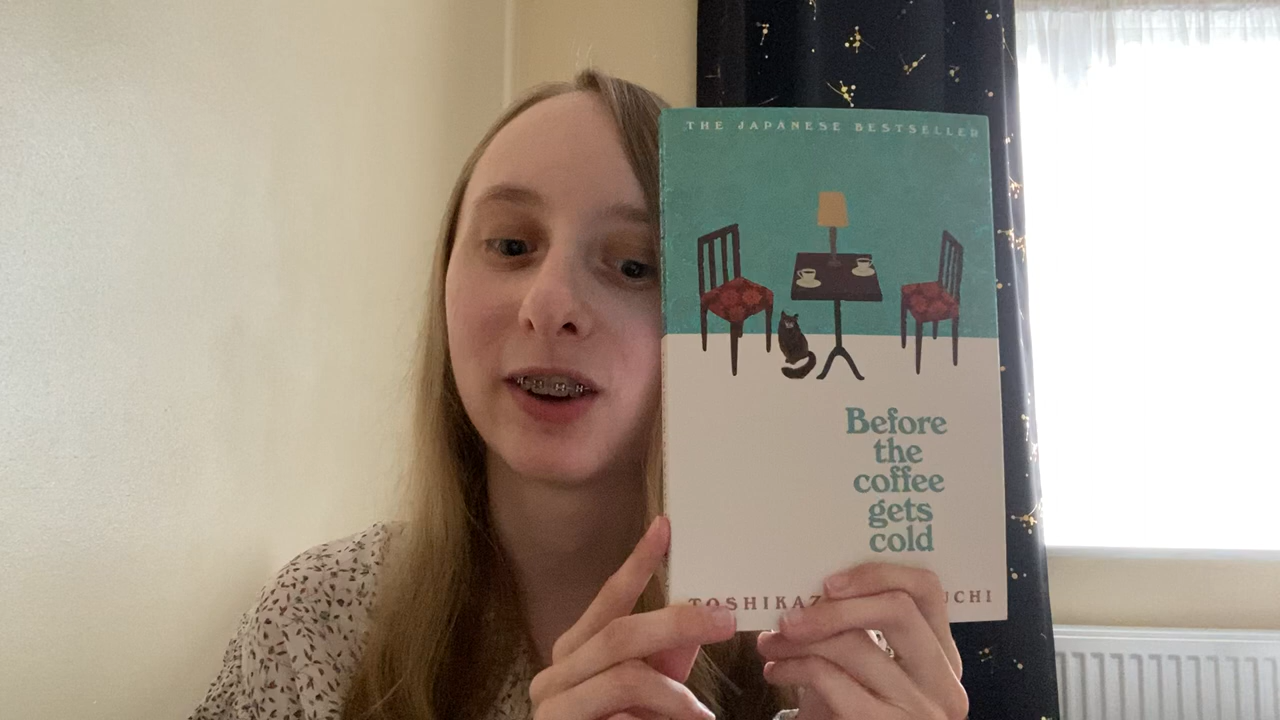 THE JAPANESE BESTSELLER
Before
the
coffee
gets
cold